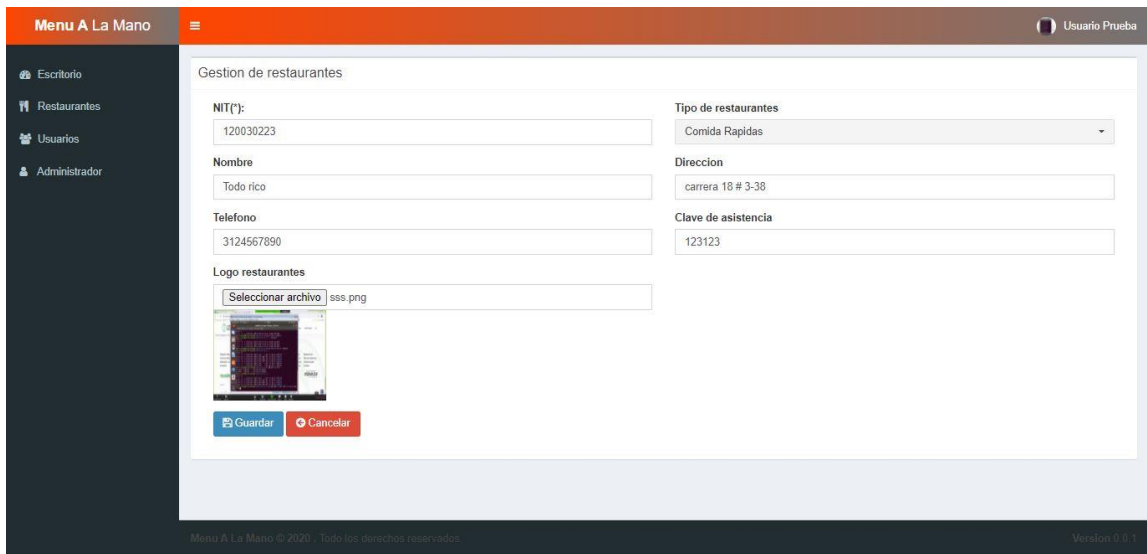 Menu A La Mano
Usuario Prueba
Escritorio
Restaurantes
Usuarios
Administrador
Gestion de restaurantes
NIT(*):
120030223
Tipo de restaurantes
Comida Rapidas
Nombre
Todo rico
Direccion
carrera 18 # 3-38
Telefono
3124567890
Clave de asistencia
123123
Logo restaurantes
Seleccionar archivo sss.png
Guardar
Cancelar
Menu A La Mano © 2020 . Todo los derechos reservados.
Version 0.0.1